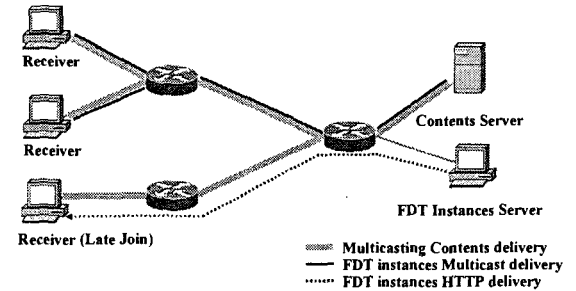 Receiver
Contents Server
Receiver
FDT Instances Server
Receiver (Late Join)
Multicasting Contents delivery
FDT instances Multicast delivery
FDT instances HTTP delivery